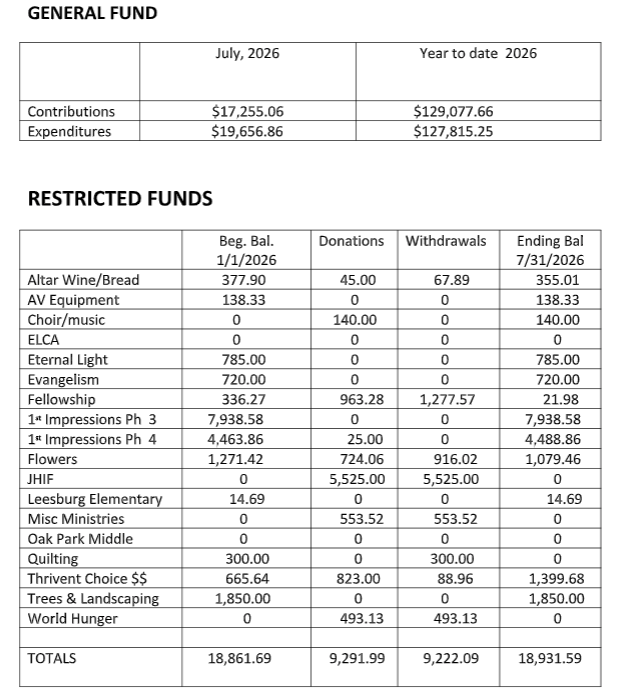 GENERAL FUND
July, 2026 Year to date 2026
Contributions $17,255.06 $129,077.66
Expenditures $19,656.86 $127,815.25
RESTRICTED FUNDS
Beg. Bal. Donations Withdrawals Ending Bal
1/1/2026 7/31/2026
Altar Wine/Bread 377.90 45.00 67.89 355.01
AV Equipment 138.33 0 0 138.33
Choir/music 0 140.00 0 140.00
ELCA 0 0 0 0
Eternal Light 785.00 0 0 785.00
Evangelism 720.00 0 0 720.00
Fellowship 336.27 963.28 1,277.57 21.98
1st Impressions Ph 3 7,938.58 0 0 7,938.58
1st Impressions Ph 4 4,463.86 25.00 0 4,488.86
Flowers 1,271.42 724.06 916.02 1,079.46
JHIF 0 5,525.00 5,525.00 0
Leesburg Elementary 14.69 0 0 14.69
Misc Ministries 0 553.52 553.52 0
Oak Park Middle 0 0 0 0
Quilting 300.00 0 300.00 0
Thrivent Choice $$ 665.64 823.00 88.96 1,399.68
Trees & Landscaping 1,850.00 0 0 1,850.00
World Hunger 0 493.13 493.13 0
TOTALS 18,861.69 9,291.99 9,222.09 18,931.59